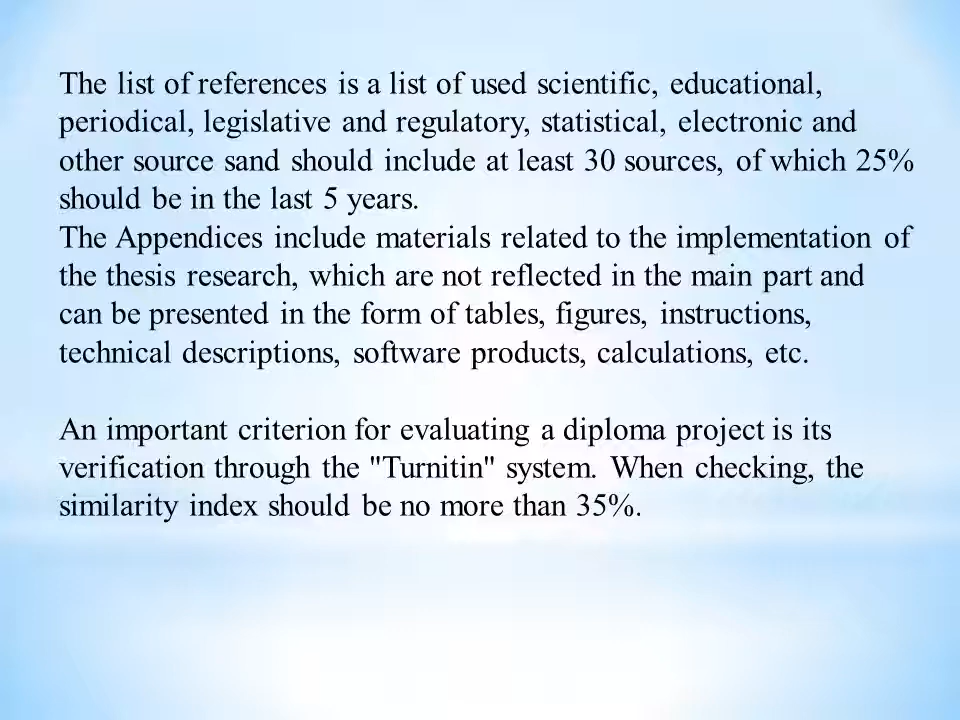 The list of references is a list of used scientific, educational,
periodical, legislative and regulatory, statistical, electronic and
other source sand should include at least 30 sources, of which 25%
should be in the last 5 years.
The Appendices include materials related to the implementation of
the thesis research, which are not reflected in the main part and
can be presented in the form of tables, figures, instructions,
technical descriptions, software products, calculations, etc.
An important criterion for evaluating a diploma project is its
verification through the "Turnitin" system. When checking, the
similarity index should be no more than 35%.